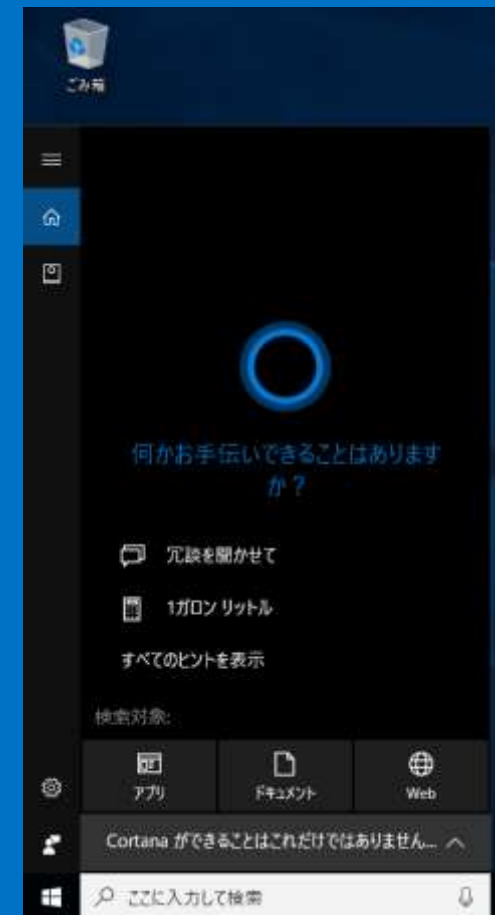 ごみ箱
何かお手伝いできることはあります
か？
冗談を聞かせて
1ガロン リットル
すべてのヒントを表示
検索対象:
アプリ ドキュメント Web
Cortana ができることはこれだけではありません...
ここに入力して検索